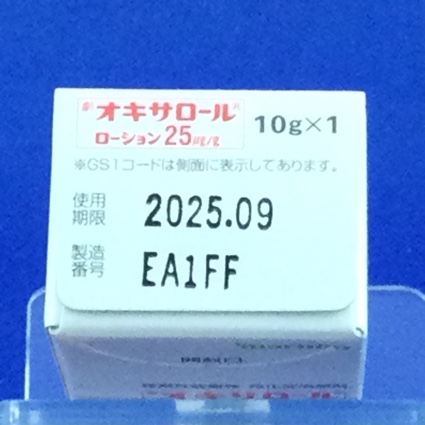 劇 オキサロール
ローション25μg/g
10g×1
※GS1コードは側面に表示してあります。
使用
期限
2025.09
製造
番号
EA1FF